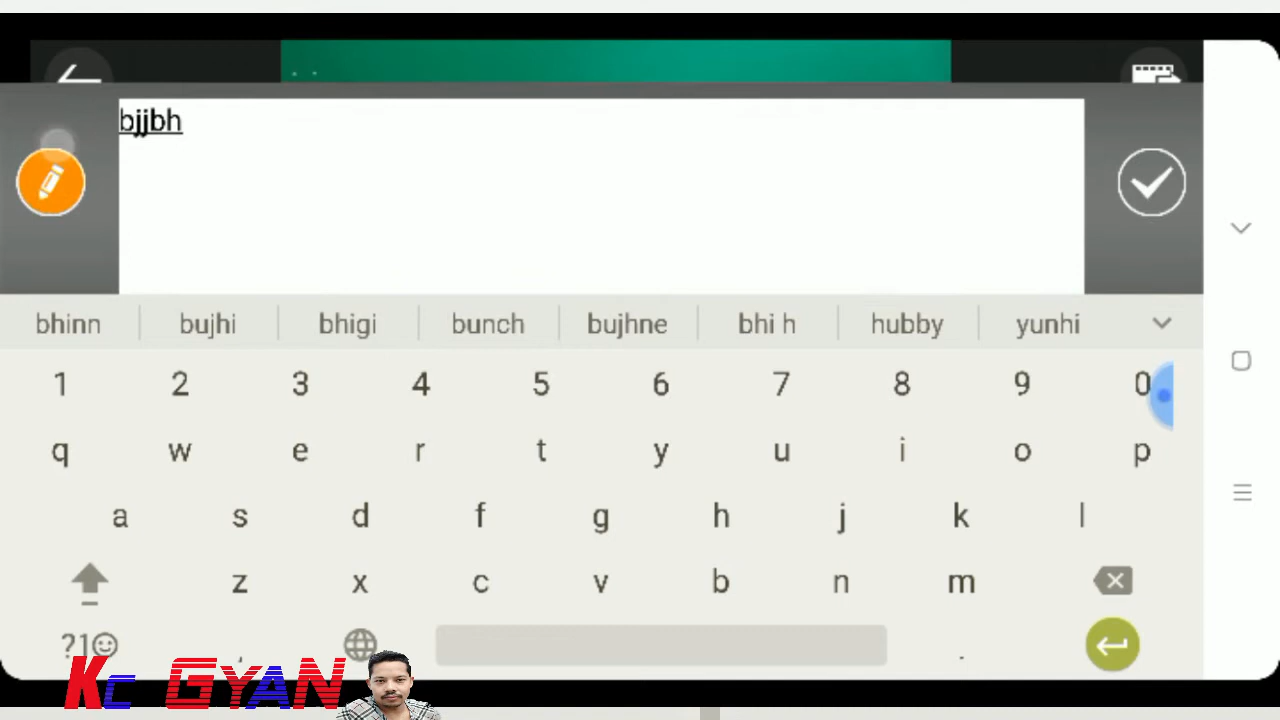 bjjbh
bhinn bujhi bhigi bunch bujhne bhi h hubby yunhi
1 2 3 4 5 6 7 8 9 0
q w e r t y u i o p
a s d f g h j k l
z x c v b n m
?1☺ , .
Kc GYAN